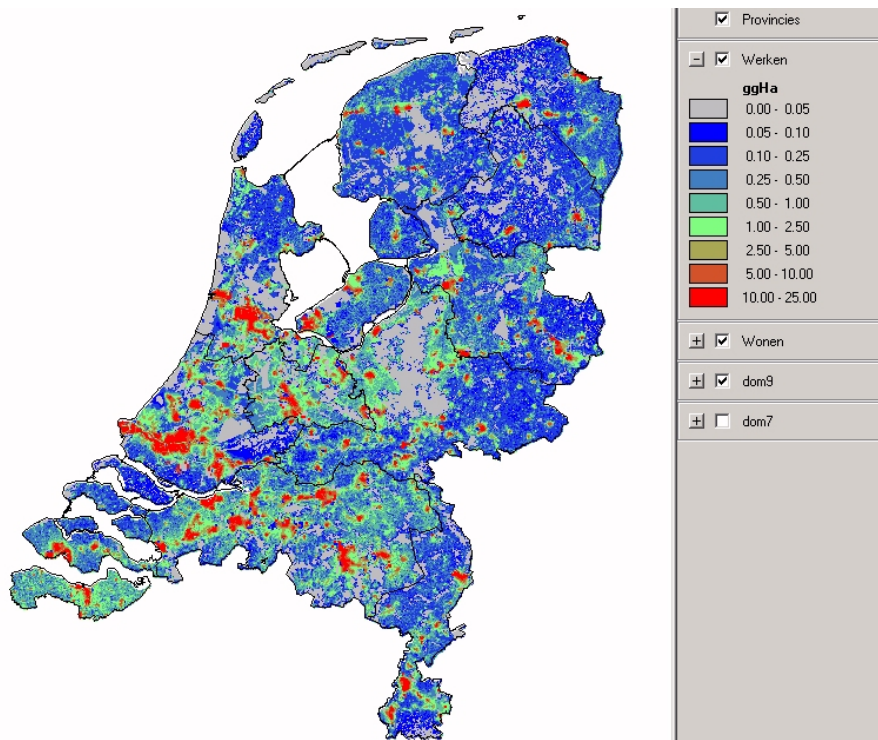 Provincies
Werken
ggHa
0.00 - 0.05
0.05 - 0.10
0.10 - 0.25
0.25 - 0.50
0.50 - 1.00
1.00 - 2.50
2.50 - 5.00
5.00 - 10.00
10.00 - 25.00
Wonen
dom9
dom7